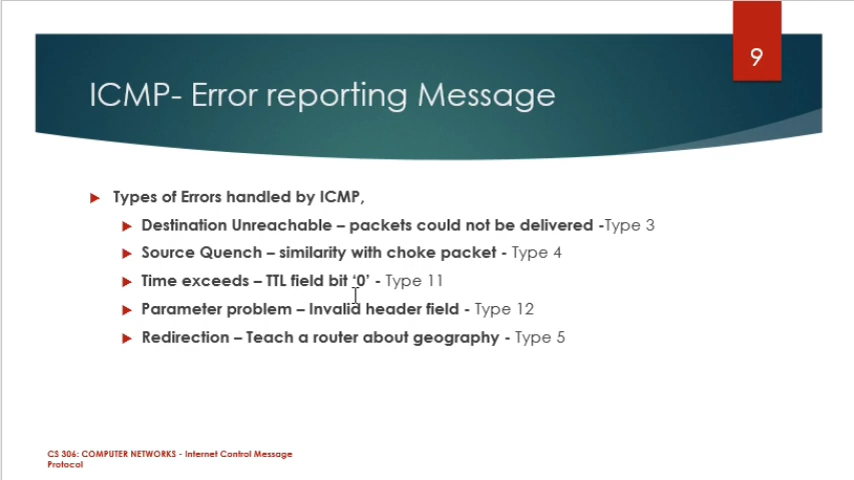 9
ICMP- Error reporting Message
Types of Errors handled by ICMP,
Destination Unreachable – packets could not be delivered -Type 3
Source Quench – similarity with choke packet - Type 4
Time exceeds – TTL field bit ‘0’ - Type 11
Parameter problem – Invalid header field - Type 12
Redirection – Teach a router about geography - Type 5
CS 306: COMPUTER NETWORKS - Internet Control Message
Protocol